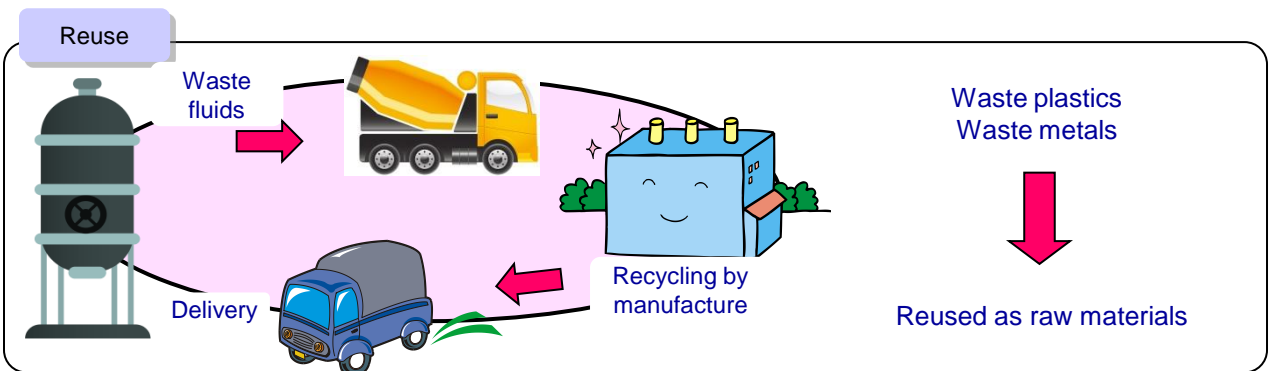 Reuse
Waste
fluids
Waste plastics
Waste metals
Recycling by
manufacture
Delivery
Reused as raw materials